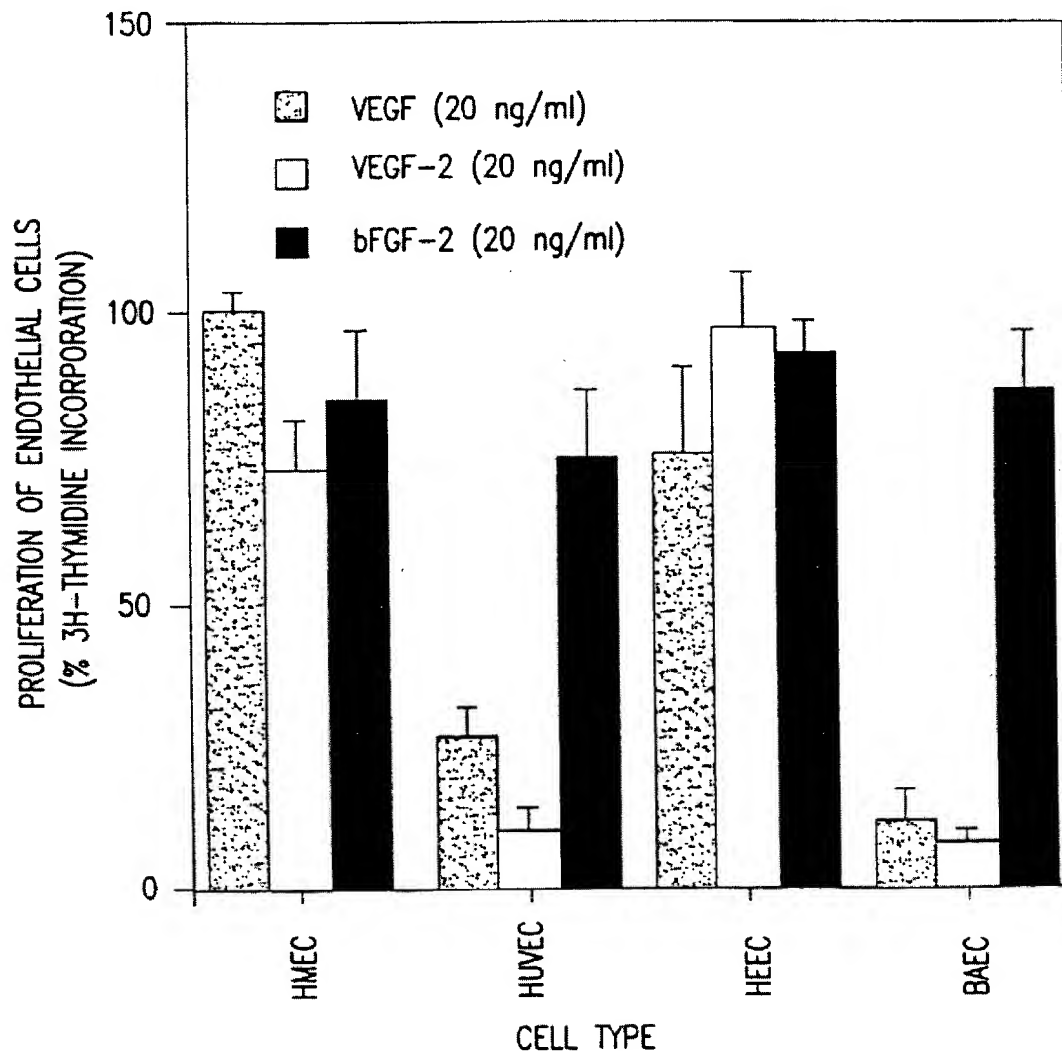 150
100
50
0
PROLIFERATION OF ENDOTHELIAL CELLS
(% 3H-THYMIDINE INCORPORATION)
VEGF (20 ng/ml)
VEGF-2 (20 ng/ml)
bFGF-2 (20 ng/ml)
HMEC
HUVEC
HEEC
BAEC
CELL TYPE